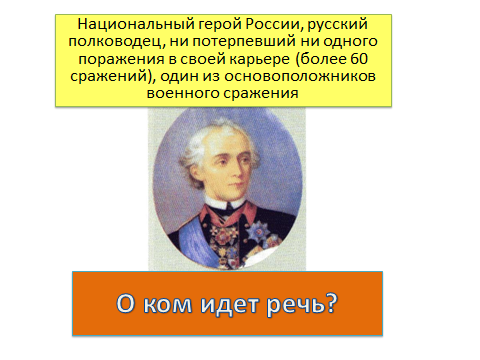 Национальный герой России, русский
полководец, ни потерпевший ни одного
поражения в своей карьере (более 60
сражений), один из основоположников
военного сражения
О ком идет речь?